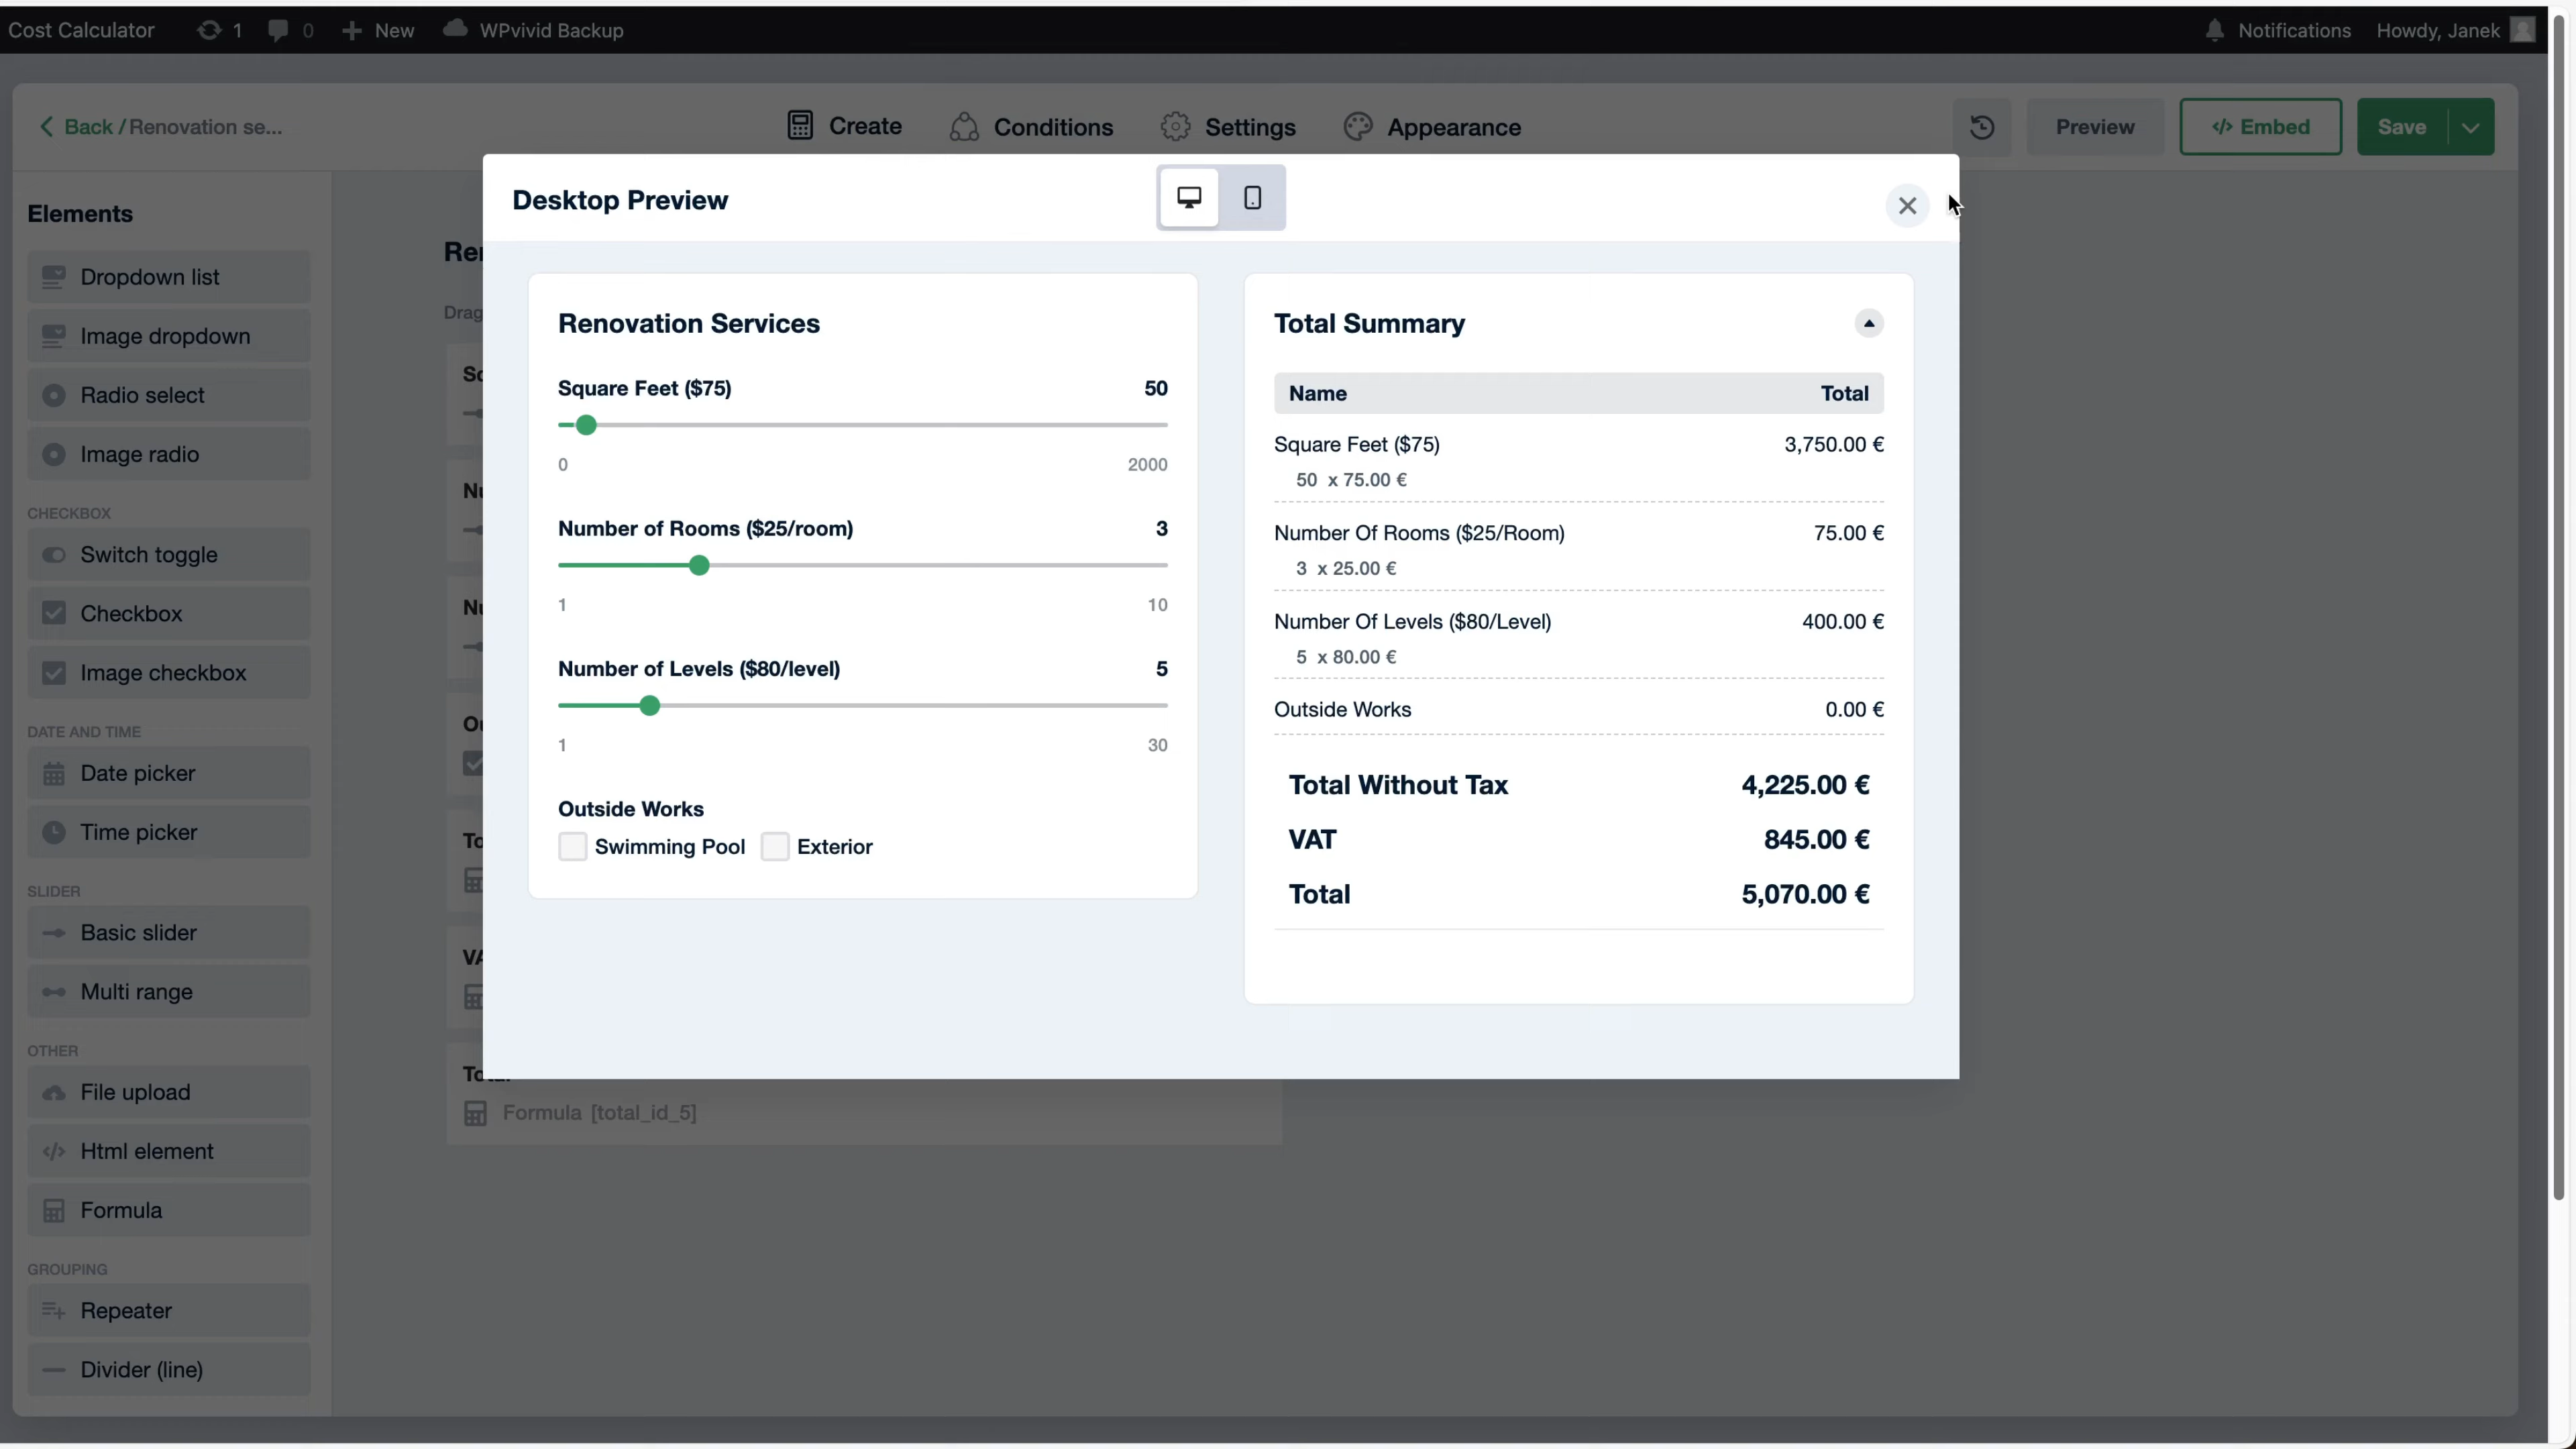 Cost Calculator 1 0 New WPvivid Backup Notifications Howdy, Janek
Back / Renovation se... Create Conditions Settings Appearance Preview </> Embed Save
Elements
Dropdown list
Image dropdown
Radio select
Image radio
CHECKBOX
Switch toggle
Checkbox
Image checkbox
DATE AND TIME
Date picker
Time picker
SLIDER
Basic slider
Multi range
OTHER
File upload
Html element
Formula
GROUPING
Repeater
Divider (line)
Drag
Formula [total_id_5]
Desktop Preview
Renovation Services
Square Feet ($75) 50
0 2000
Number of Rooms ($25/room) 3
1 10
Number of Levels ($80/level) 5
1 30
Outside Works
Swimming Pool Exterior
Total Summary
Name Total
Square Feet ($75) 3,750.00 €
50 x 75.00 €
Number Of Rooms ($25/Room) 75.00 €
3 x 25.00 €
Number Of Levels ($80/Level) 400.00 €
5 x 80.00 €
Outside Works 0.00 €
Total Without Tax 4,225.00 €
VAT 845.00 €
Total 5,070.00 €